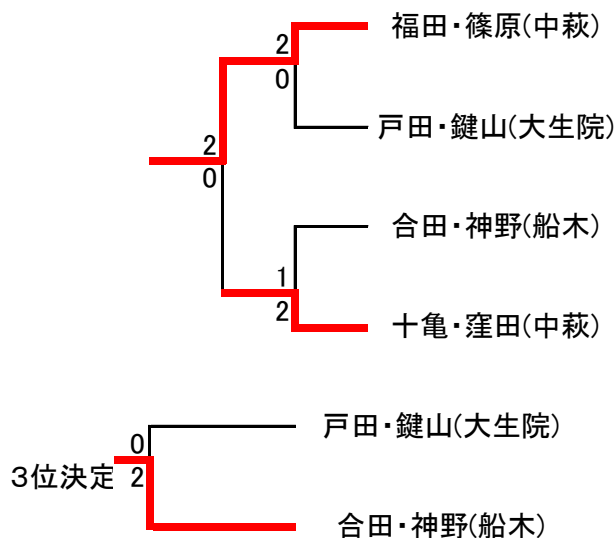 福田・篠原(中萩)
2
0
戸田・鍵山(大生院)
2
0
合田・神野(船木)
1
2
十亀・窪田(中萩)
戸田・鍵山(大生院)
0
3位決定
2
合田・神野(船木)